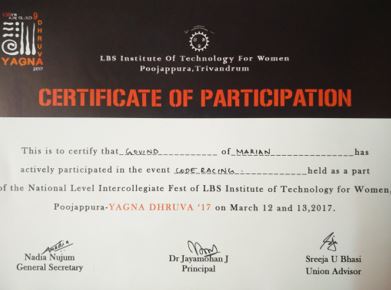 DHRUVA
YAGNA
2017
LBS Institute Of Technology For Women
Poojappura,Trivandrum
CERTIFICATE OF PARTICIPATION
This is to certify that GOVIND of MARIAN has
actively participated in the event CODE RACING held as a part
of the National Level Intercollegiate Fest of LBS Institute of Technology for Women,
Poojappura-YAGNA DHRUVA '17 on March 12 and 13,2017.
Nadia Nujum Dr Jayamohan J Sreeja U Bhasi
General Secretary Principal Union Advisor